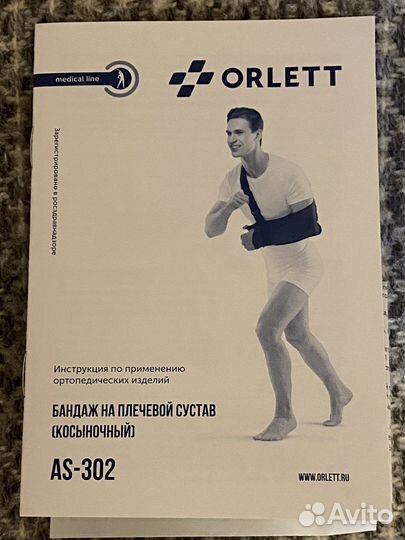 medical line
ORLETT
Зарегистрировано в росздравнадзоре
Инструкция по применению
ортопедических изделий
БАНДАЖ НА ПЛЕЧЕВОЙ СУСТАВ
(КОСЫНОЧНЫЙ)
AS-302
WWW.ORLETT.RU
Avito